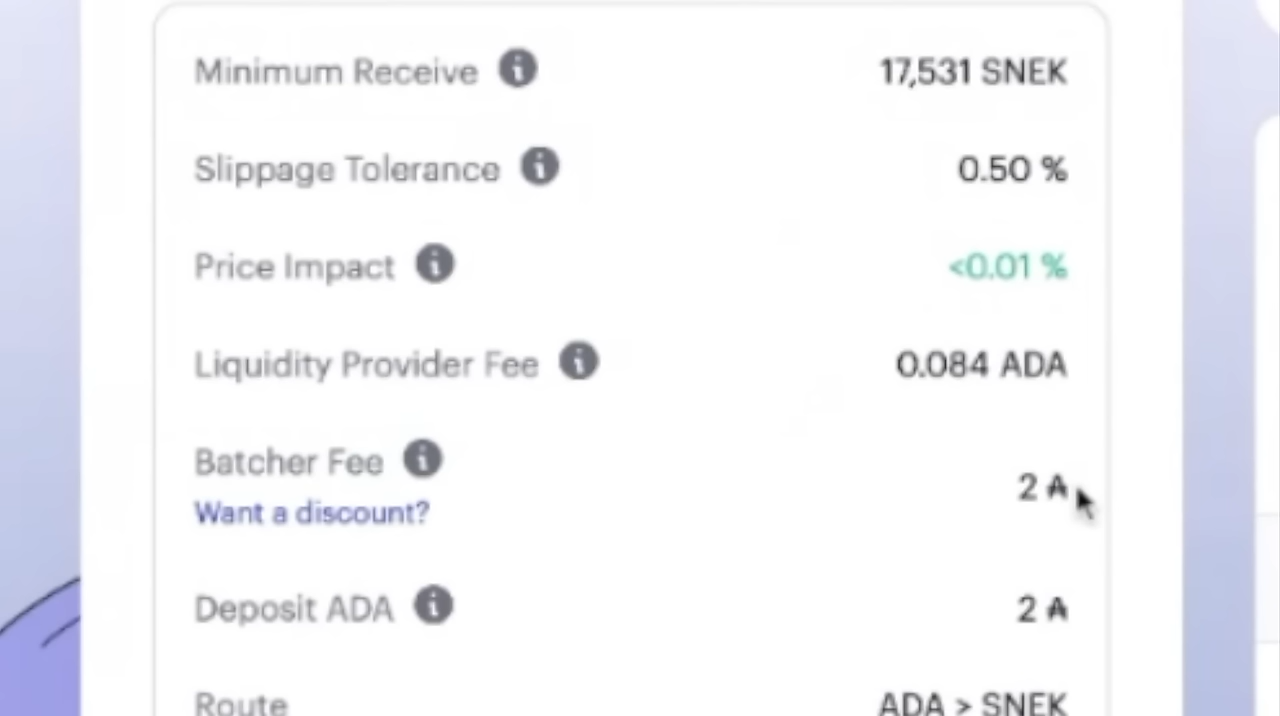 Minimum Receive 17,531 SNEK
Slippage Tolerance 0.50 %
Price Impact <0.01 %
Liquidity Provider Fee 0.084 ADA
Batcher Fee 2 ₳
Want a discount?
Deposit ADA 2 ₳
Route ADA > SNEK